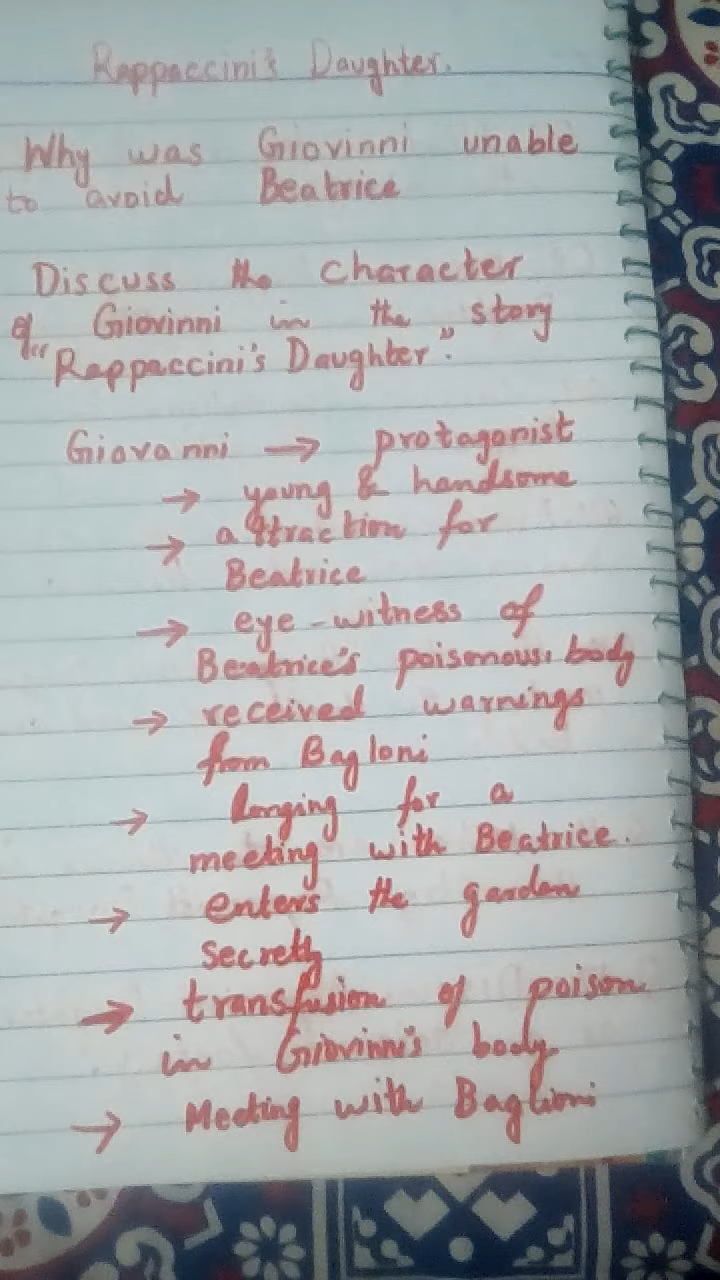 Rappaccini's Daughter.
Why was Giovinni unable
to avoid Beatrice
Discuss the character
of Giovinni in the story
"Rappaccini's Daughter".
Giovanni → protagonist
→ young & handsome
→ attraction for
Beatrice
→ eye-witness of
Beatrice's poisonous body
→ received warnings
from Bagloni
→ longing for a
meeting with Beatrice.
→ enters the garden
secretly
→ transfusion of poison
in Giovinni's body
→ Meeting with Baglioni